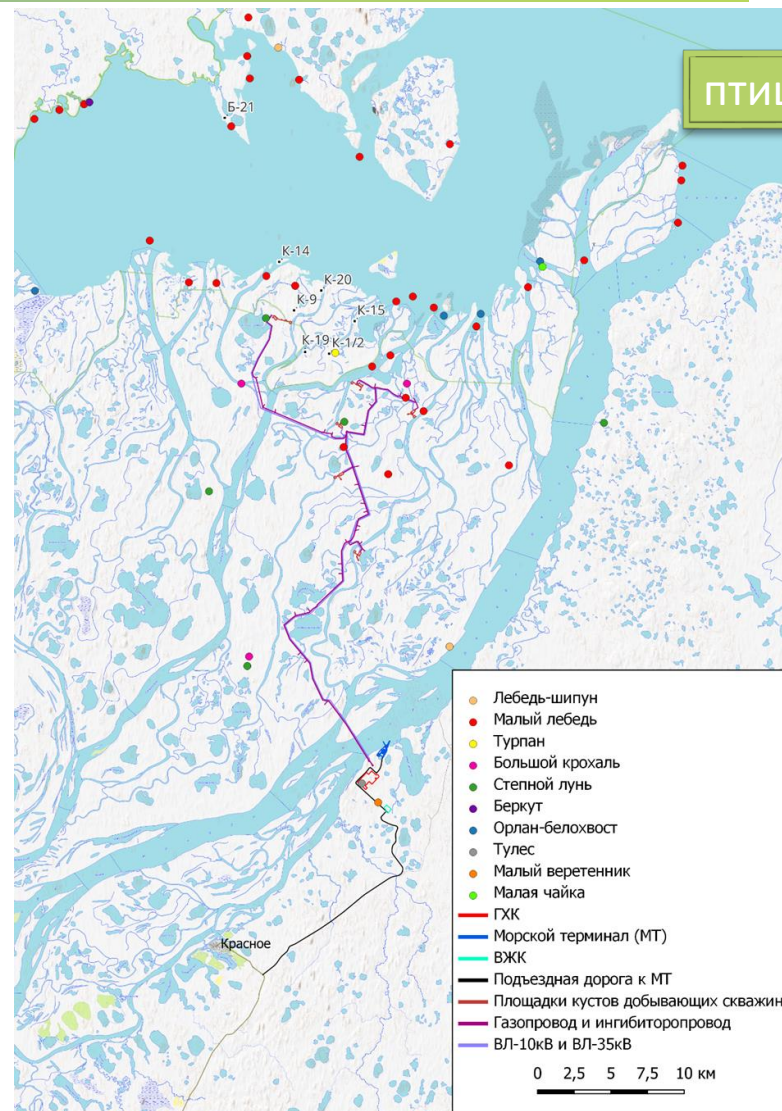 ПТИЦ
Б-21
К-14
К-20
К-9
К-15
К-19
К-1/2
Красное
Лебедь-шипун
Малый лебедь
Турпан
Большой крохаль
Степной лунь
Беркут
Орлан-белохвост
Тулес
Малый веретенник
Малая чайка
ГХК
Морской терминал (МТ)
ВЖК
Подъездная дорога к МТ
Площадки кустов добывающих скважин
Газопровод и ингибиторопровод
ВЛ-10кВ и ВЛ-35кВ
0 2,5 5 7,5 10 км